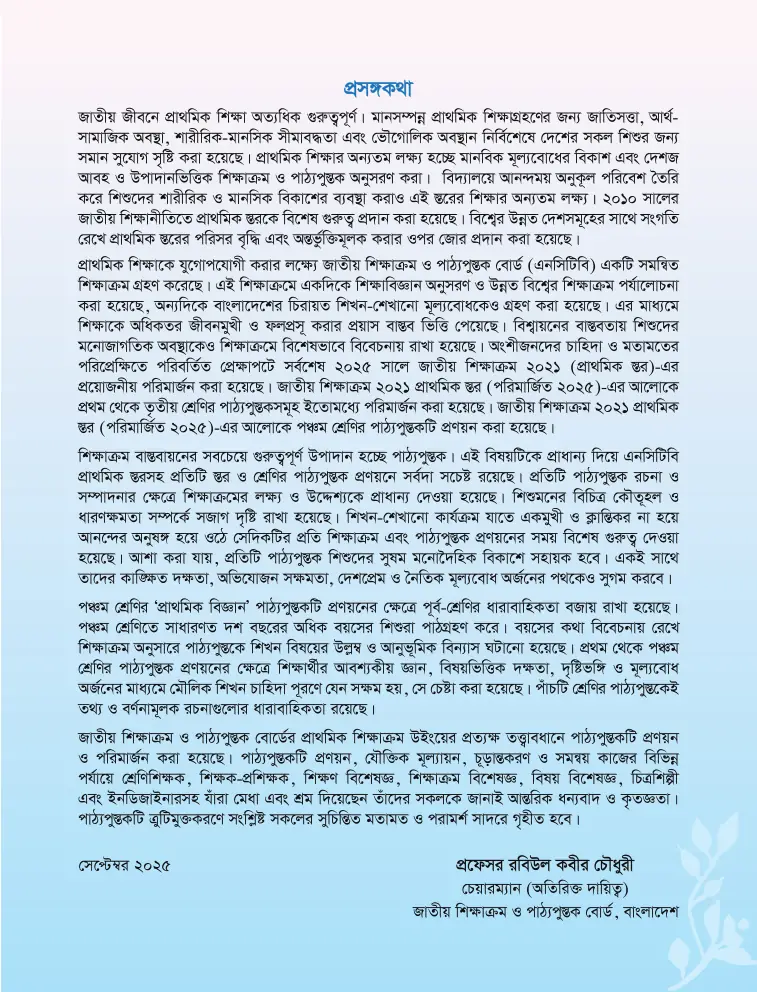 প্রসঙ্গকথা
জাতীয় জীবনে প্রাথমিক শিক্ষা অত্যধিক গুরুত্বপূর্ণ। মানসম্পন্ন প্রাথমিক শিক্ষাগ্রহণের জন্য জাতিসত্তা, আর্থ-
সামাজিক অবস্থা, শারীরিক-মানসিক সীমাবদ্ধতা এবং ভৌগোলিক অবস্থান নির্বিশেষে দেশের সকল শিশুর জন্য
সমান সুযোগ সৃষ্টি করা হয়েছে। প্রাথমিক শিক্ষার অন্যতম লক্ষ্য হচ্ছে মানবিক মূল্যবোধের বিকাশ এবং দেশজ
আবহ ও উপাদানভিত্তিক শিক্ষাক্রম ও পাঠ্যপুস্তক অনুসরণ করা। বিদ্যালয়ে আনন্দময় অনুকূল পরিবেশ তৈরি
করে শিশুদের শারীরিক ও মানসিক বিকাশের ব্যবস্থা করাও এই স্তরের শিক্ষার অন্যতম লক্ষ্য। ২০১০ সালের
জাতীয় শিক্ষানীতিতে প্রাথমিক স্তরকে বিশেষ গুরুত্ব প্রদান করা হয়েছে। বিশ্বের উন্নত দেশসমূহের সাথে সংগতি
রেখে প্রাথমিক স্তরের পরিসর বৃদ্ধি এবং অন্তর্ভুক্তিমূলক করার ওপর জোর প্রদান করা হয়েছে।
প্রাথমিক শিক্ষাকে যুগোপযোগী করার লক্ষ্যে জাতীয় শিক্ষাক্রম ও পাঠ্যপুস্তক বোর্ড (এনসিটিবি) একটি সমন্বিত
শিক্ষাক্রম গ্রহণ করেছে। এই শিক্ষাক্রমে একদিকে শিক্ষাবিজ্ঞান অনুসরণ ও উন্নত বিশ্বের শিক্ষাক্রম পর্যালোচনা
করা হয়েছে, অন্যদিকে বাংলাদেশের চিরায়ত শিখন-শেখানো মূল্যবোধকেও গ্রহণ করা হয়েছে। এর মাধ্যমে
শিক্ষাকে অধিকতর জীবনমুখী ও ফলপ্রসূ করার প্রয়াস বাস্তব ভিত্তি পেয়েছে। বিশ্বায়নের বাস্তবতায় শিশুদের
মনোজাগতিক অবস্থাকেও শিক্ষাক্রমে বিশেষভাবে বিবেচনায় রাখা হয়েছে। অংশীজনদের চাহিদা ও মতামতের
পরিপ্রেক্ষিতে পরিবর্তিত প্রেক্ষাপটে সর্বশেষ ২০২৫ সালে জাতীয় শিক্ষাক্রম ২০২১ (প্রাথমিক স্তর)-এর
প্রয়োজনীয় পরিমার্জন করা হয়েছে। জাতীয় শিক্ষাক্রম ২০২১ প্রাথমিক স্তর (পরিমার্জিত ২০২৫)-এর আলোকে
প্রথম থেকে তৃতীয় শ্রেণির পাঠ্যপুস্তকসমূহ ইতোমধ্যে পরিমার্জন করা হয়েছে। জাতীয় শিক্ষাক্রম ২০২১ প্রাথমিক
স্তর (পরিমার্জিত ২০২৫)-এর আলোকে পঞ্চম শ্রেণির পাঠ্যপুস্তকটি প্রণয়ন করা হয়েছে।
শিক্ষাক্রম বাস্তবায়নের সবচেয়ে গুরুত্বপূর্ণ উপাদান হচ্ছে পাঠ্যপুস্তক। এই বিষয়টিকে প্রাধান্য দিয়ে এনসিটিবি
প্রাথমিক স্তরসহ প্রতিটি স্তর ও শ্রেণির পাঠ্যপুস্তক প্রণয়নে সর্বদা সচেষ্ট রয়েছে। প্রতিটি পাঠ্যপুস্তক রচনা ও
সম্পাদনার ক্ষেত্রে শিক্ষাক্রমের লক্ষ্য ও উদ্দেশ্যকে প্রাধান্য দেওয়া হয়েছে। শিশুমনের বিচিত্র কৌতূহল ও
ধারণক্ষমতা সম্পর্কে সজাগ দৃষ্টি রাখা হয়েছে। শিখন-শেখানো কার্যক্রম যাতে একমুখী ও ক্লান্তিকর না হয়ে
আনন্দের অনুষঙ্গ হয়ে ওঠে সেদিকটির প্রতি শিক্ষাক্রম এবং পাঠ্যপুস্তক প্রণয়নের সময় বিশেষ গুরুত্ব দেওয়া
হয়েছে। আশা করা যায়, প্রতিটি পাঠ্যপুস্তক শিশুদের সুষম মনোদৈহিক বিকাশে সহায়ক হবে। একই সাথে
তাদের কাঙ্ক্ষিত দক্ষতা, অভিযোজন সক্ষমতা, দেশপ্রেম ও নৈতিক মূল্যবোধ অর্জনের পথকেও সুগম করবে।
পঞ্চম শ্রেণির ‘প্রাথমিক বিজ্ঞান’ পাঠ্যপুস্তকটি প্রণয়নের ক্ষেত্রে পূর্ব-শ্রেণির ধারাবাহিকতা বজায় রাখা হয়েছে।
পঞ্চম শ্রেণিতে সাধারণত দশ বছরের অধিক বয়সের শিশুরা পাঠগ্রহণ করে। বয়সের কথা বিবেচনায় রেখে
শিক্ষাক্রম অনুসারে পাঠ্যপুস্তকে শিখন বিষয়ের উল্লম্ব ও আনুভূমিক বিন্যাস ঘটানো হয়েছে। প্রথম থেকে পঞ্চম
শ্রেণির পাঠ্যপুস্তক প্রণয়নের ক্ষেত্রে শিক্ষার্থীর আবশ্যকীয় জ্ঞান, বিষয়ভিত্তিক দক্ষতা, দৃষ্টিভঙ্গি ও মূল্যবোধ
অর্জনের মাধ্যমে মৌলিক শিখন চাহিদা পূরণে যেন সক্ষম হয়, সে চেষ্টা করা হয়েছে। পাঁচটি শ্রেণির পাঠ্যপুস্তকেই
তথ্য ও বর্ণনামূলক রচনাগুলোর ধারাবাহিকতা রয়েছে।
জাতীয় শিক্ষাক্রম ও পাঠ্যপুস্তক বোর্ডের প্রাথমিক শিক্ষাক্রম উইংয়ের প্রত্যক্ষ তত্ত্বাবধানে পাঠ্যপুস্তকটি প্রণয়ন
ও পরিমার্জন করা হয়েছে। পাঠ্যপুস্তকটি প্রণয়ন, যৌক্তিক মূল্যায়ন, চূড়ান্তকরণ ও সমন্বয় কাজের বিভিন্ন
পর্যায়ে শ্রেণিশিক্ষক, শিক্ষক-প্রশিক্ষক, শিক্ষণ বিশেষজ্ঞ, শিক্ষাক্রম বিশেষজ্ঞ, বিষয় বিশেষজ্ঞ, চিত্রশিল্পী
এবং ইনডিজাইনারসহ যাঁরা মেধা এবং শ্রম দিয়েছেন তাঁদের সকলকে জানাই আন্তরিক ধন্যবাদ ও কৃতজ্ঞতা।
পাঠ্যপুস্তকটি ত্রুটিমুক্তকরণে সংশ্লিষ্ট সকলের সুচিন্তিত মতামত ও পরামর্শ সাদরে গৃহীত হবে।
সেপ্টেম্বর ২০২৫
প্রফেসর রবিউল কবীর চৌধুরী
চেয়ারম্যান (অতিরিক্ত দায়িত্ব)
জাতীয় শিক্ষাক্রম ও পাঠ্যপুস্তক বোর্ড, বাংলাদেশ